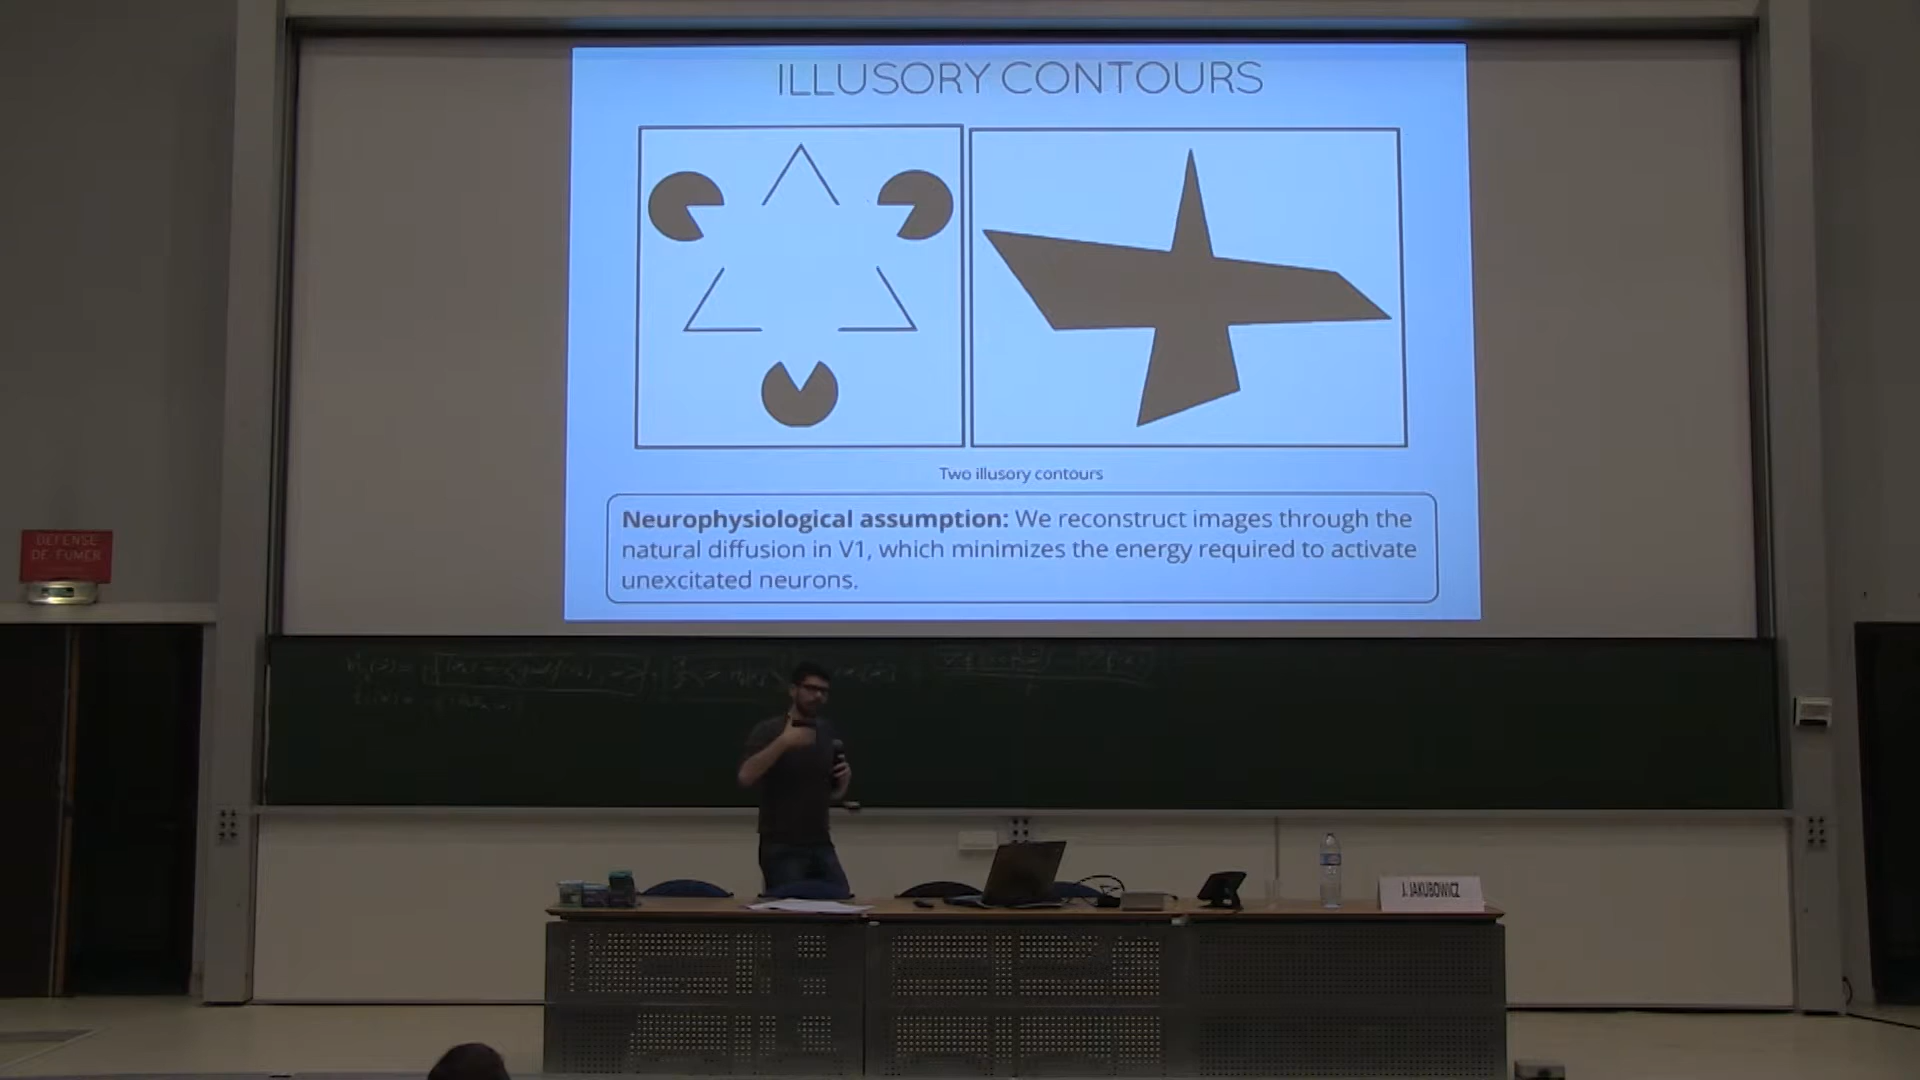 ILLUSORY CONTOURS
Two illusory contours
Neurophysiological assumption: We reconstruct images through the
natural diffusion in V1, which minimizes the energy required to activate
unexcitated neurons.
DEFENSE
DE FUMER
J. JAKUBOWICZ